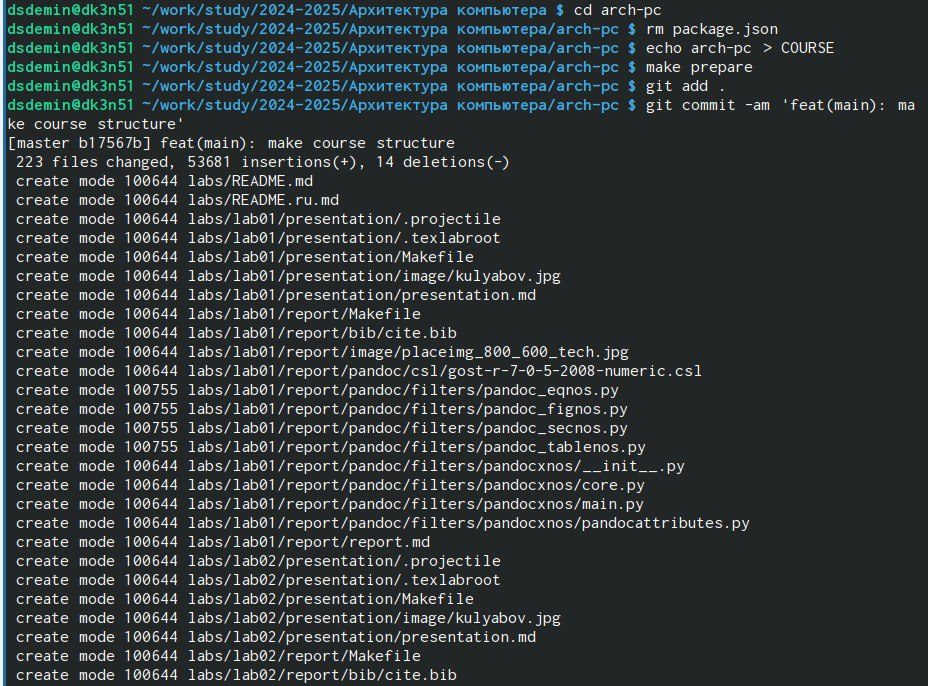 dsdemin@dk3n51 ~/work/study/2024-2025/Архитектура компьютера $ cd arch-pc
dsdemin@dk3n51 ~/work/study/2024-2025/Архитектура компьютера/arch-pc $ rm package.json
dsdemin@dk3n51 ~/work/study/2024-2025/Архитектура компьютера/arch-pc $ echo arch-pc > COURSE
dsdemin@dk3n51 ~/work/study/2024-2025/Архитектура компьютера/arch-pc $ make prepare
dsdemin@dk3n51 ~/work/study/2024-2025/Архитектура компьютера/arch-pc $ git add .
dsdemin@dk3n51 ~/work/study/2024-2025/Архитектура компьютера/arch-pc $ git commit -am 'feat(main): ma
ke course structure'
[master b17567b] feat(main): make course structure
 223 files changed, 53681 insertions(+), 14 deletions(-)
 create mode 100644 labs/README.md
 create mode 100644 labs/README.ru.md
 create mode 100644 labs/lab01/presentation/.projectile
 create mode 100644 labs/lab01/presentation/.texlabroot
 create mode 100644 labs/lab01/presentation/Makefile
 create mode 100644 labs/lab01/presentation/image/kulyabov.jpg
 create mode 100644 labs/lab01/presentation/presentation.md
 create mode 100644 labs/lab01/report/Makefile
 create mode 100644 labs/lab01/report/bib/cite.bib
 create mode 100644 labs/lab01/report/image/placeimg_800_600_tech.jpg
 create mode 100644 labs/lab01/report/pandoc/csl/gost-r-7-0-5-2008-numeric.csl
 create mode 100755 labs/lab01/report/pandoc/filters/pandoc_eqnos.py
 create mode 100755 labs/lab01/report/pandoc/filters/pandoc_fignos.py
 create mode 100755 labs/lab01/report/pandoc/filters/pandoc_secnos.py
 create mode 100755 labs/lab01/report/pandoc/filters/pandoc_tablenos.py
 create mode 100644 labs/lab01/report/pandoc/filters/pandocxnos/__init__.py
 create mode 100644 labs/lab01/report/pandoc/filters/pandocxnos/core.py
 create mode 100644 labs/lab01/report/pandoc/filters/pandocxnos/main.py
 create mode 100644 labs/lab01/report/pandoc/filters/pandocxnos/pandocattributes.py
 create mode 100644 labs/lab01/report/report.md
 create mode 100644 labs/lab02/presentation/.projectile
 create mode 100644 labs/lab02/presentation/.texlabroot
 create mode 100644 labs/lab02/presentation/Makefile
 create mode 100644 labs/lab02/presentation/image/kulyabov.jpg
 create mode 100644 labs/lab02/presentation/presentation.md
 create mode 100644 labs/lab02/report/Makefile
 create mode 100644 labs/lab02/report/bib/cite.bib